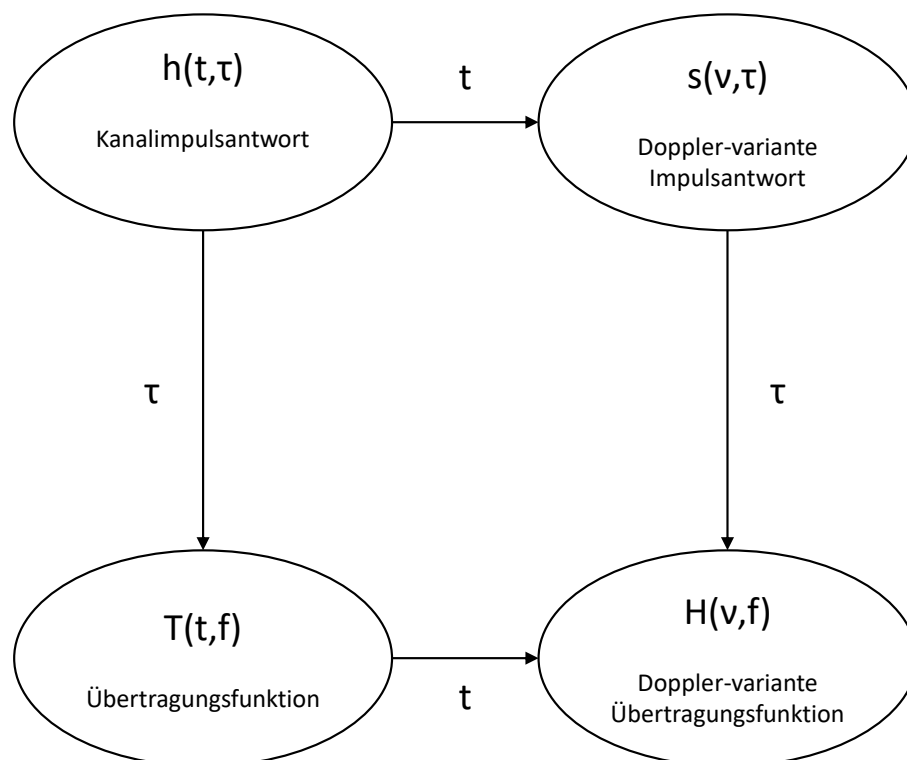 h(t,τ)
Kanalimpulsantwort
t
s(ν,τ)
Doppler-variante
Impulsantwort
τ
τ
T(t,f)
Übertragungsfunktion
t
H(ν,f)
Doppler-variante
Übertragungsfunktion